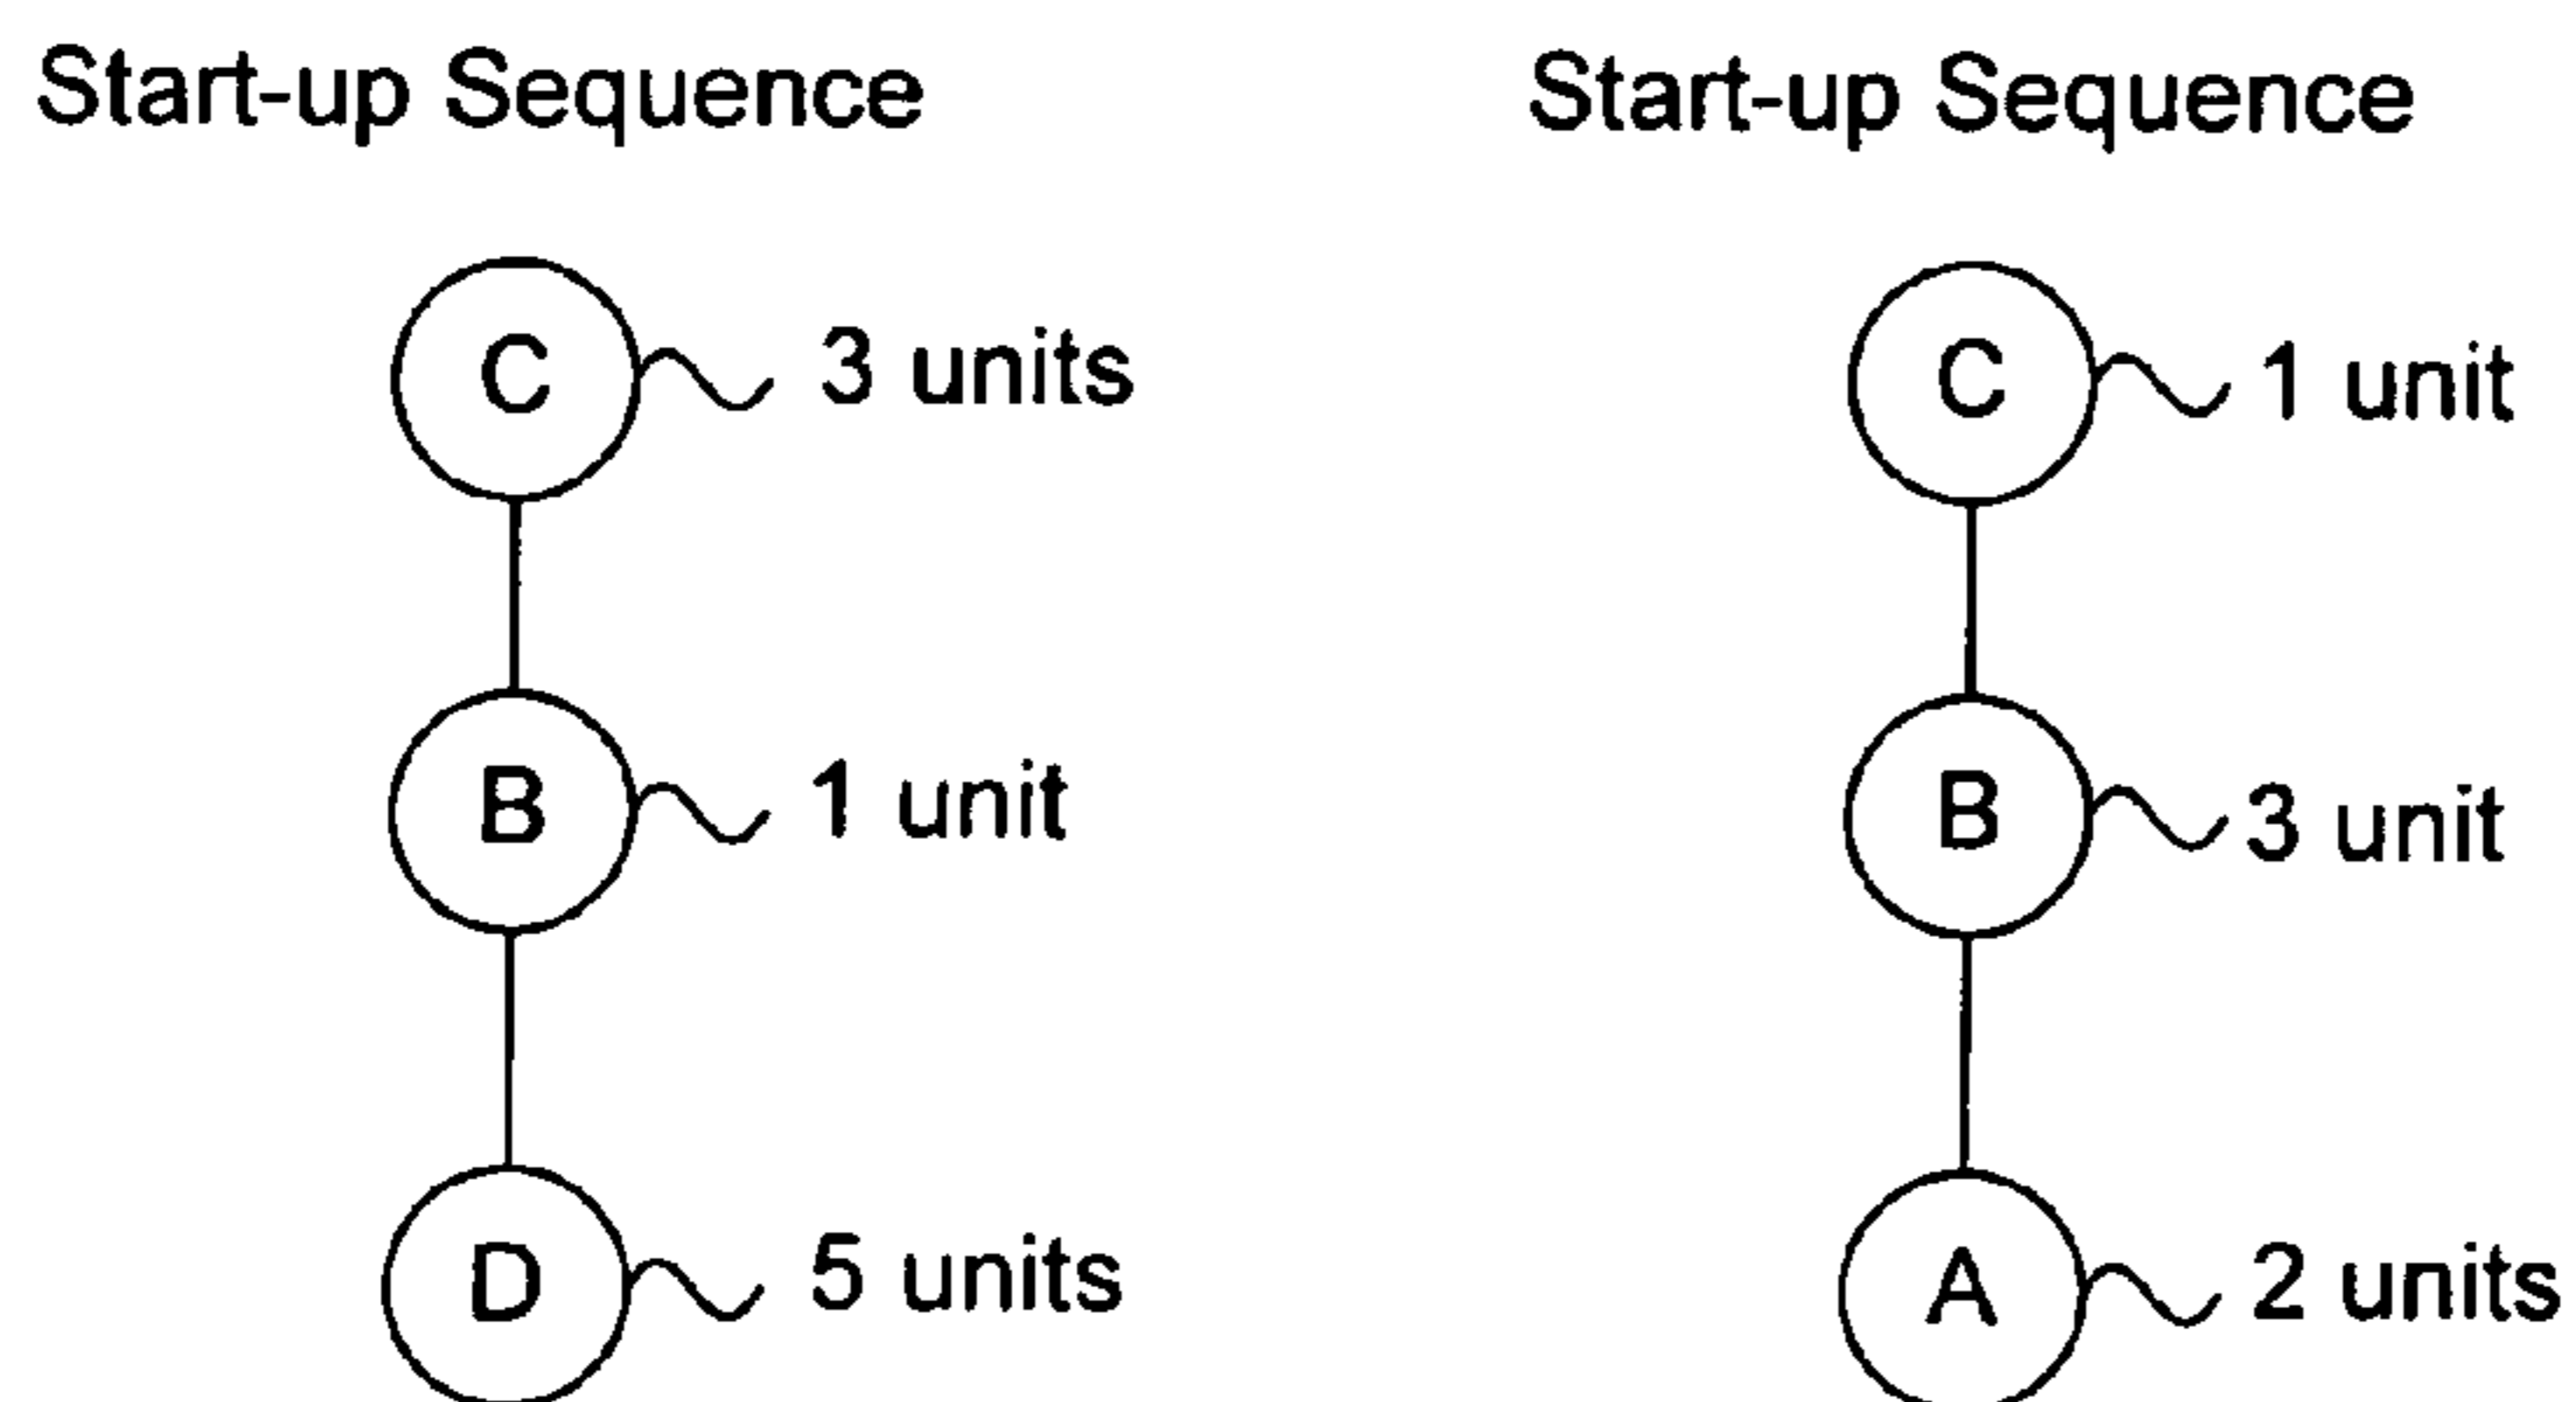 Start-up Sequence
C 3 units
B 1 unit
D 5 units
Start-up Sequence
C 1 unit
B 3 unit
A 2 units